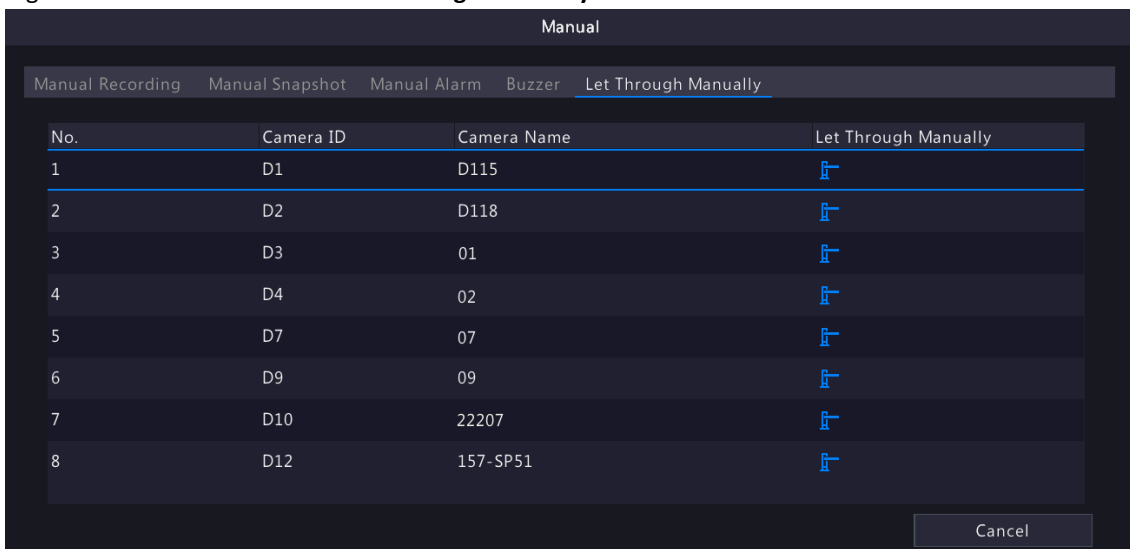 Manual
Manual Recording Manual Snapshot Manual Alarm Buzzer Let Through Manually
No. Camera ID Camera Name Let Through Manually
1 D1 D115
2 D2 D118
3 D3 01
4 D4 02
5 D7 07
6 D9 09
7 D10 22207
8 D12 157-SP51
Cancel